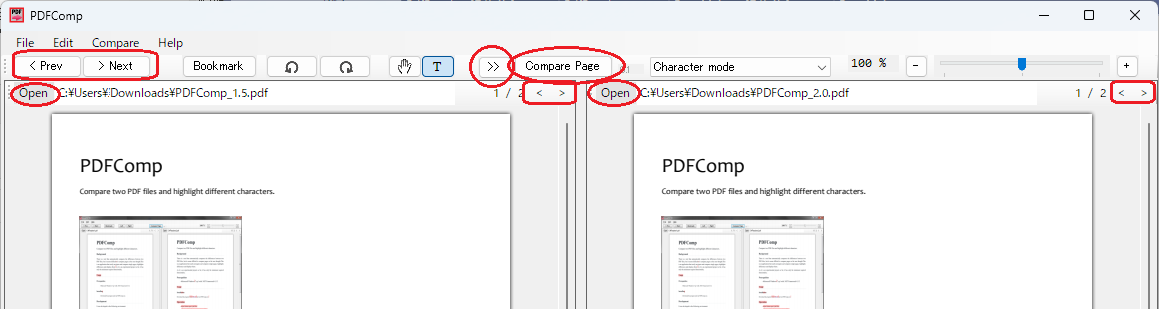 PDF PDFComp
File Edit Compare Help
< Prev > Next Bookmark T >> Compare Page Character mode 100 % - +
Open C:¥Users¥Downloads¥PDFComp_1.5.pdf 1 / 2 < > Open C:¥Users¥Downloads¥PDFComp_2.0.pdf 1 / 2 < >
PDFComp
Compare two PDF files and highlight different characters.
PDFComp
Compare two PDF files and highlight different characters.